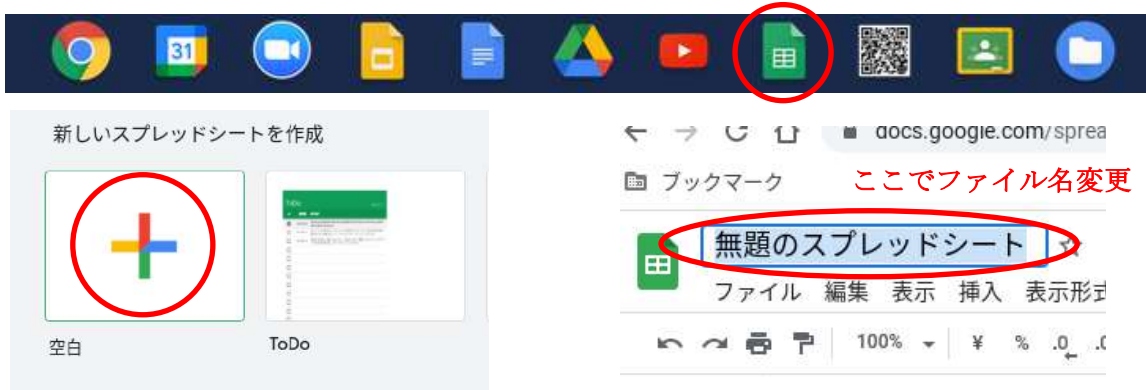 31
新しいスプレッドシートを作成
ToDo
空白
ToDo
docs.google.com/sprea
ブックマーク
ここでファイル名変更
無題のスプレッドシート
ファイル 編集 表示 挿入 表示形式
100% ¥ % .0